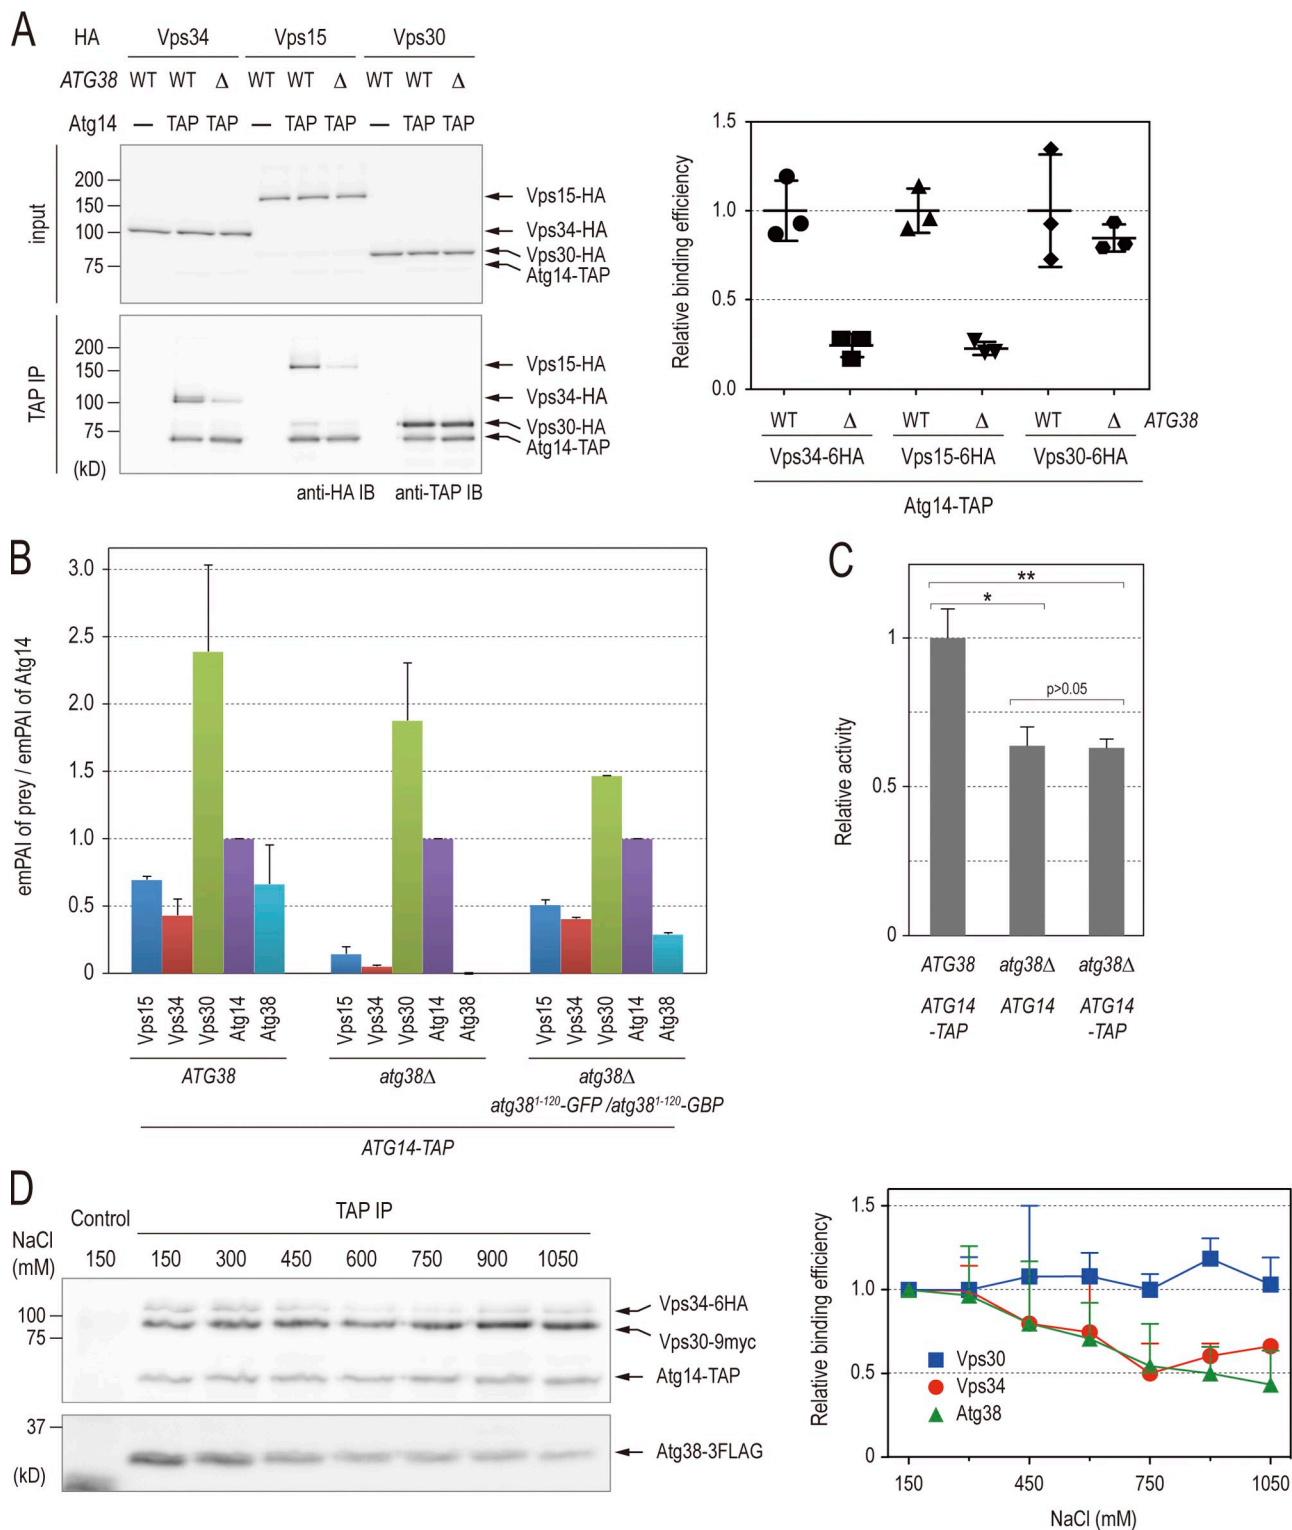 A
HA Vps34 Vps15 Vps30
ATG38 WT WT Δ WT WT Δ WT WT Δ
Atg14 — TAP TAP — TAP TAP — TAP TAP
input
200
150
100
75
Vps15-HA
Vps34-HA
Vps30-HA
Atg14-TAP
TAP IP
200
150
100
75
(kD)
Vps15-HA
Vps34-HA
Vps30-HA
Atg14-TAP
anti-HA IB anti-TAP IB
Relative binding efficiency
1.5
1.0
0.5
0.0
WT Δ WT Δ WT Δ ATG38
Vps34-6HA Vps15-6HA Vps30-6HA
Atg14-TAP
B
emPAI of prey / emPAI of Atg14
3.0
2.5
2.0
1.5
1.0
0.5
0
Vps15 Vps34 Vps30 Atg14 Atg38 Vps15 Vps34 Vps30 Atg14 Atg38 Vps15 Vps34 Vps30 Atg14 Atg38
ATG38 atg38Δ atg38Δ
atg38¹⁻¹²⁰-GFP /atg38¹⁻¹²⁰-GBP
ATG14-TAP
C
Relative activity
**
*
p>0.05
1
0.5
0
ATG38 atg38Δ atg38Δ
ATG14 ATG14 ATG14
-TAP -TAP
D
Control TAP IP
NaCl
(mM) 150 150 300 450 600 750 900 1050
100
75
Vps34-6HA
Vps30-9myc
Atg14-TAP
37
(kD)
Atg38-3FLAG
Relative binding efficiency
1.5
1.0
0.5
0
Vps30
Vps34
Atg38
150 450 750 1050
NaCl (mM)